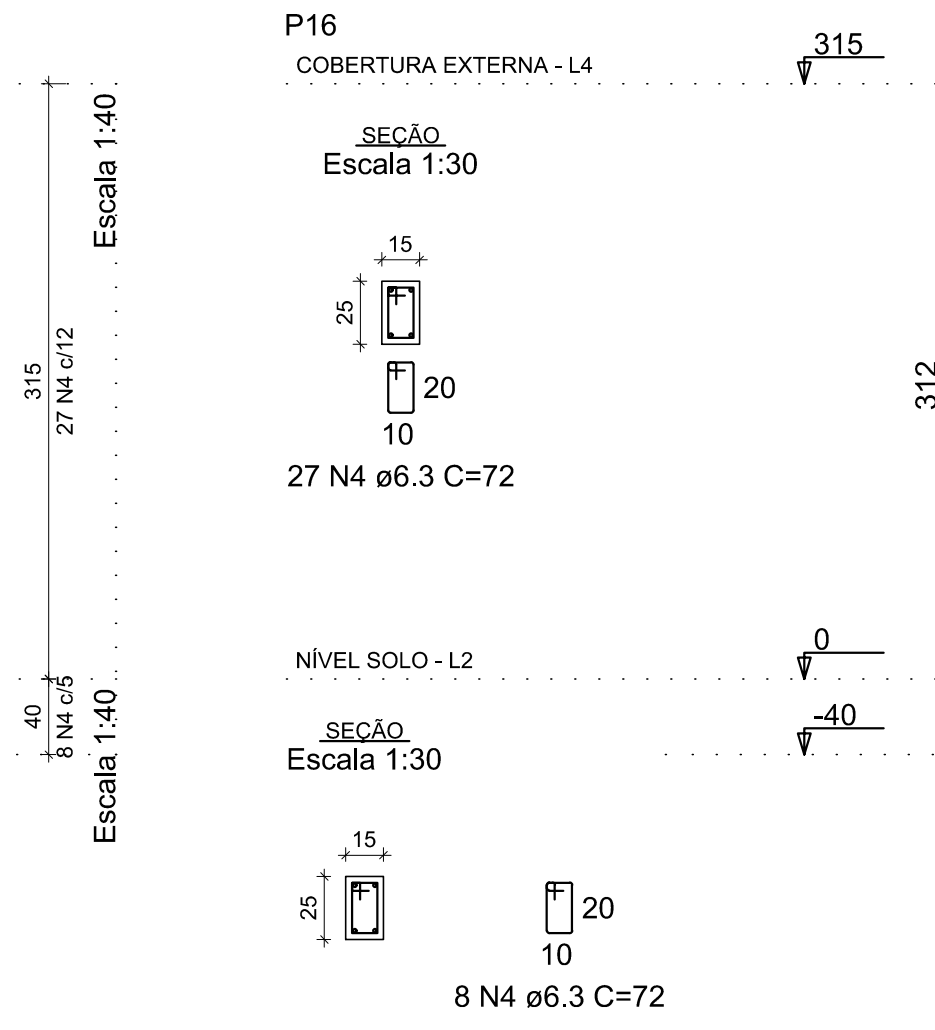 P16
COBERTURA EXTERNA - L4
315
Escala 1:40
SEÇÃO
Escala 1:30
15
25
20
10
27 N4 ø6.3 C=72
315
27 N4 c/12
312
NÍVEL SOLO - L2
0
40
8 N4 c/5
Escala 1:40
-40
SEÇÃO
Escala 1:30
15
25
20
10
8 N4 ø6.3 C=72